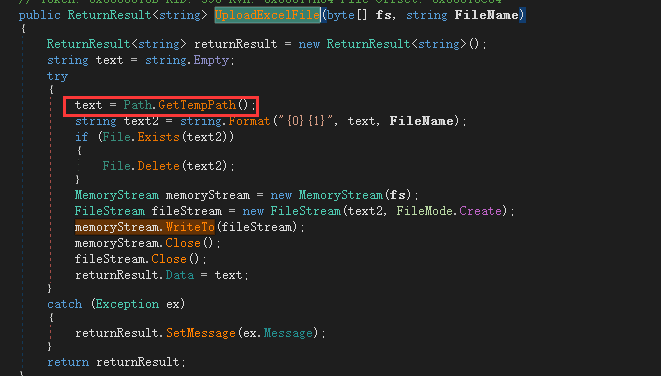 public ReturnResult<string> UploadExcelFile(byte[] fs, string FileName)
{
ReturnResult<string> returnResult = new ReturnResult<string>();
string text = string.Empty;
try
{
text = Path.GetTempPath();
string text2 = string.Format("{0}{1}", text, FileName);
if (File.Exists(text2))
{
File.Delete(text2);
}
MemoryStream memoryStream = new MemoryStream(fs);
FileStream fileStream = new FileStream(text2, FileMode.Create);
memoryStream.WriteTo(fileStream);
memoryStream.Close();
fileStream.Close();
returnResult.Data = text;
}
catch (Exception ex)
{
returnResult.SetMessage(ex.Message);
}
return returnResult;